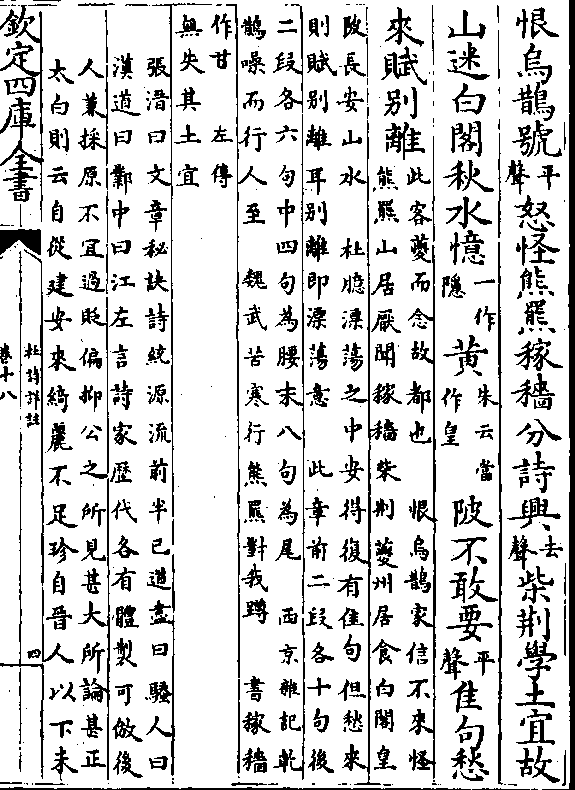 恨烏鵲號平聲怒怪熊羆稼穡分詩興去聲柴荊學土宜故
山迷白閣秋水憶一作隱黃朱云當作皇陂不敢要平聲佳句愁
來賦別離此客夔而念故都也　恨烏鵲家信不來怪
熊羆山居厭聞稼穡柴荊夔州居食白閣皇
陂長安山水　杜臆漂蕩之中安得復有佳句但愁來
則賦別離耳別離即漂蕩意　此章前二段各十句後
二段各六句中四句為腰末八句為尾　西京雜記乾
鵲噪而行人至　魏武苦寒行熊羆對我蹲　書稼穡
作甘　左傳
無失其土宜
張溍曰文章秘訣詩統源流前半已道盡曰騷人曰
漢道曰鄴中曰江左言詩家歷代各有體製可倣後
人兼採原不宜過貶偏抑公之所見甚大所論甚正
太白則云自從建安來綺麗不足珍自晉人以下未
欽定四庫全書
杜詩詳註
卷十八
四